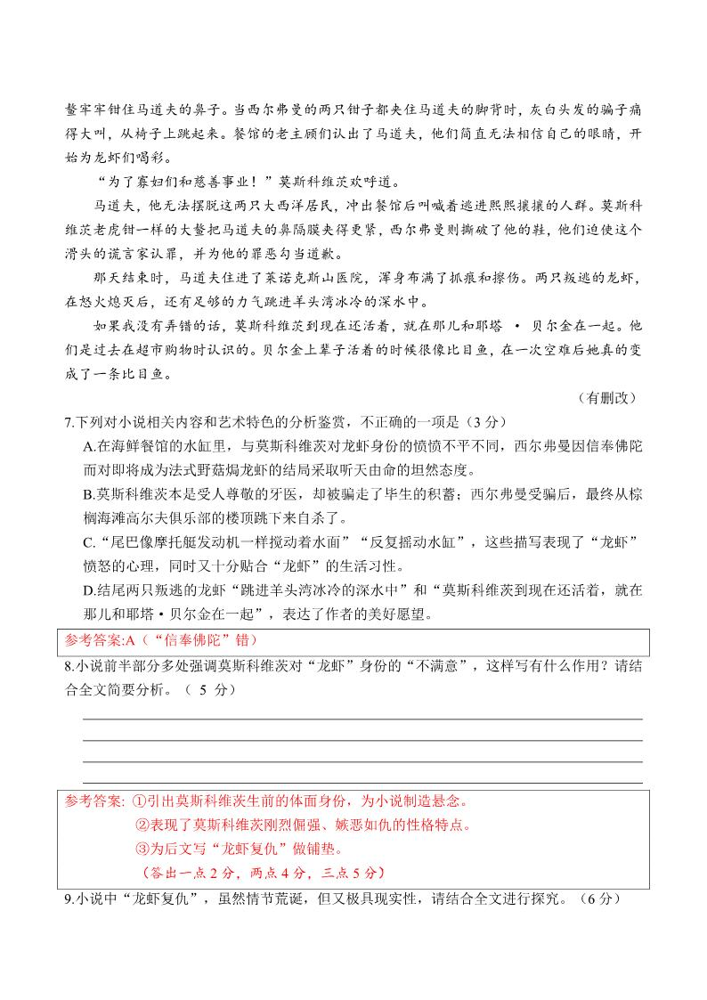 螯牢牢钳住马道夫的鼻子。当西尔弗曼的两只钳子都夹住马道夫的脚背时，灰白头发的骗子痛
得大叫，从椅子上跳起来。餐馆的老主顾们认出了马道夫，他们简直无法相信自己的眼睛，开
始为龙虾们喝彩。
“为了寡妇们和慈善事业！”莫斯科维茨欢呼道。
马道夫，他无法摆脱这两只大西洋居民，冲出餐馆后叫喊着逃进熙熙攘攘的人群。莫斯科
维茨老虎钳一样的大螯把马道夫的鼻隔膜夹得更紧，西尔弗曼则撕破了他的鞋，他们迫使这个
滑头的谎言家认罪，并为他的罪恶勾当道歉。
那天结束时，马道夫住进了莱诺克斯山医院，浑身布满了抓痕和擦伤。两只叛逃的龙虾，
在怒火熄灭后，还有足够的力气跳进羊头湾冰冷的深水中。
如果我没有弄错的话，莫斯科维茨到现在还活着，就在那儿和耶塔 · 贝尔金在一起。他
们是过去在超市购物时认识的。贝尔金上辈子活着的时候很像比目鱼，在一次空难后她真的变
成了一条比目鱼。
（有删改）
7.下列对小说相关内容和艺术特色的分析鉴赏，不正确的一项是（3 分）
A.在海鲜餐馆的水缸里，与莫斯科维茨对龙虾身份的愤愤不平不同，西尔弗曼因信奉佛陀
而对即将成为法式野菇焗龙虾的结局采取听天由命的坦然态度。
B.莫斯科维茨本是受人尊敬的牙医，却被骗走了毕生的积蓄；西尔弗曼受骗后，最终从棕
榈海滩高尔夫俱乐部的楼顶跳下来自杀了。
C.“尾巴像摩托艇发动机一样搅动着水面”“反复摇动水缸”，这些描写表现了“龙虾”
愤怒的心理，同时又十分贴合“龙虾”的生活习性。
D.结尾两只叛逃的龙虾“跳进羊头湾冰冷的深水中”和“莫斯科维茨到现在还活着，就在
那儿和耶塔·贝尔金在一起”，表达了作者的美好愿望。
参考答案:A（“信奉佛陀”错）
8.小说前半部分多处强调莫斯科维茨对“龙虾”身份的“不满意”，这样写有什么作用？请结
合全文简要分析。（ 5 分）
参考答案: ①引出莫斯科维茨生前的体面身份，为小说制造悬念。
②表现了莫斯科维茨刚烈倔强、嫉恶如仇的性格特点。
③为后文写“龙虾复仇”做铺垫。
（答出一点 2 分，两点 4 分，三点 5 分）
9.小说中“龙虾复仇”，虽然情节荒诞，但又极具现实性，请结合全文进行探究。（6 分）